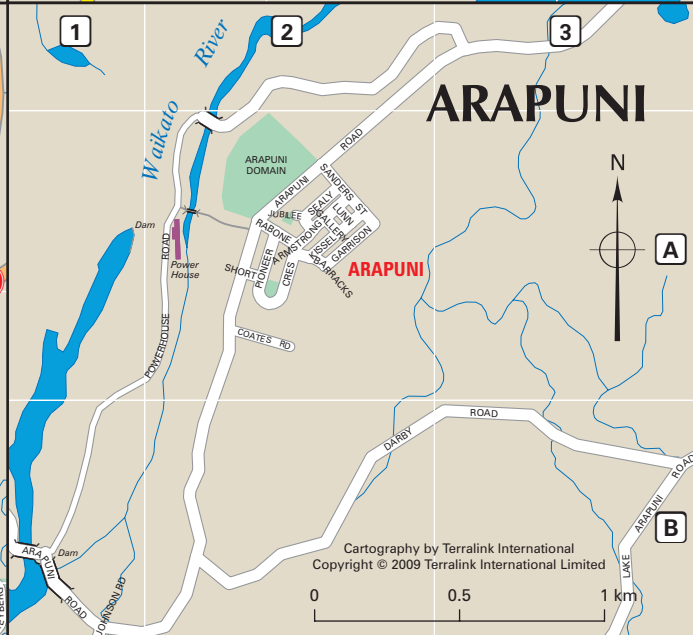 1
2
3
Waikato River
ARAPUNI
N
A
ARAPUNI
DOMAIN
ARAPUNI ROAD
SANDERS ST
JUBILEE
SEALY
LUNN
GALLERY
RABONE
ARMSTRONG
KISSEL
GARRISON
BARRACKS
PIONEER
CRES
SHORT
ARAPUNI
Dam
ROAD
Power
House
POWERHOUSE
COATES RD
DARBY ROAD
ARAPUNI ROAD
LAKE
B
ARAPUNI
Dam
ROAD
JOHNSON RD
Cartography by Terralink International
Copyright © 2009 Terralink International Limited
0 0.5 1 km